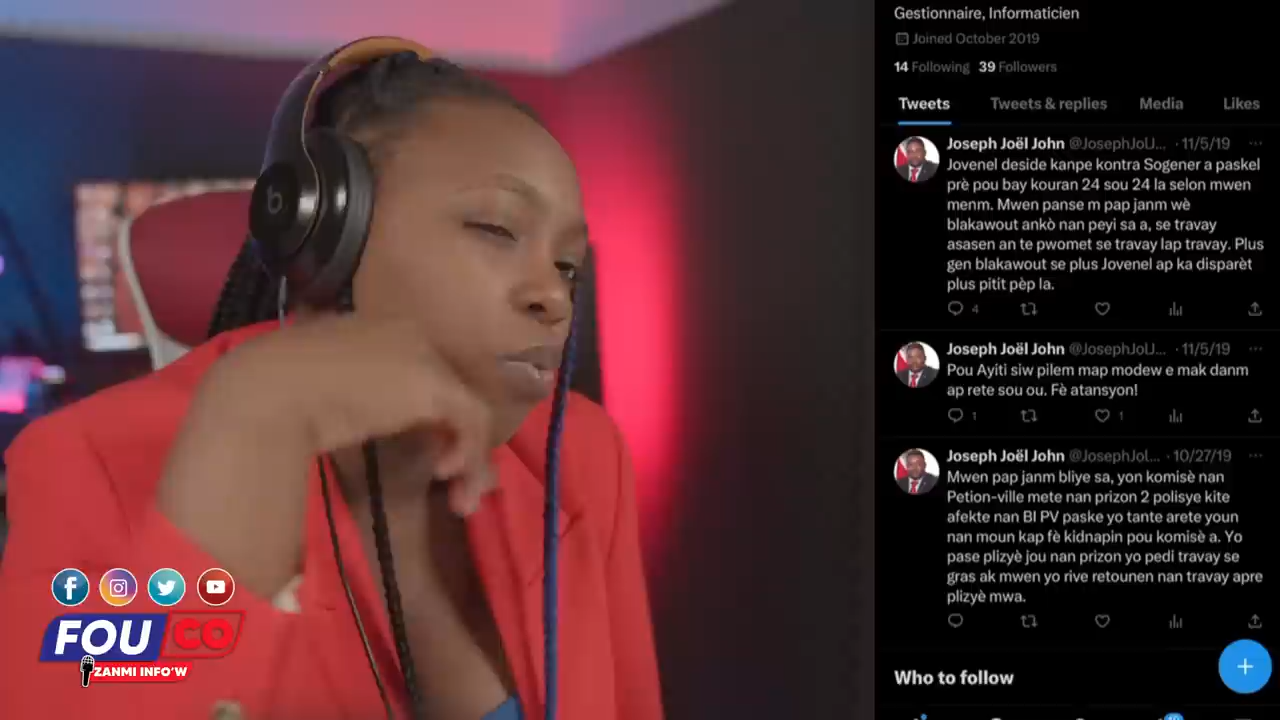 Gestionnaire, Informaticien
Joined October 2019
14 Following 39 Followers
Tweets Tweets & replies Media Likes
Joseph Joël John @JosephJoU... · 11/5/19
Jovenel deside kanpe kontra Sogener a paskel
prè pou bay kouran 24 sou 24 la selon mwen
menm. Mwen panse m pap janm wè
blakawout ankò nan peyi sa a, se travay
asasen an te pwomet se travay lap travay. Plus
gen blakawout se plus Jovenel ap ka disparèt
plus pitit pèp la.
4
Joseph Joël John @JosephJoU... · 11/5/19
Pou Ayiti siw pilem map modew e mak danm
ap rete sou ou. Fè atansyon!
1 1
Joseph Joël John @JosephJol... · 10/27/19
Mwen pap janm bliye sa, yon komisè nan
Petion-ville mete nan prizon 2 polisye kite
afekte nan BI PV paske yo tante arete youn
nan moun kap fè kidnapin pou komisè a. Yo
pase plizyè jou nan prizon yo pedi travay se
gras ak mwen yo rive retounen nan travay apre
plizyè mwa.
Who to follow
FOU CO
ZANMI INFO'W